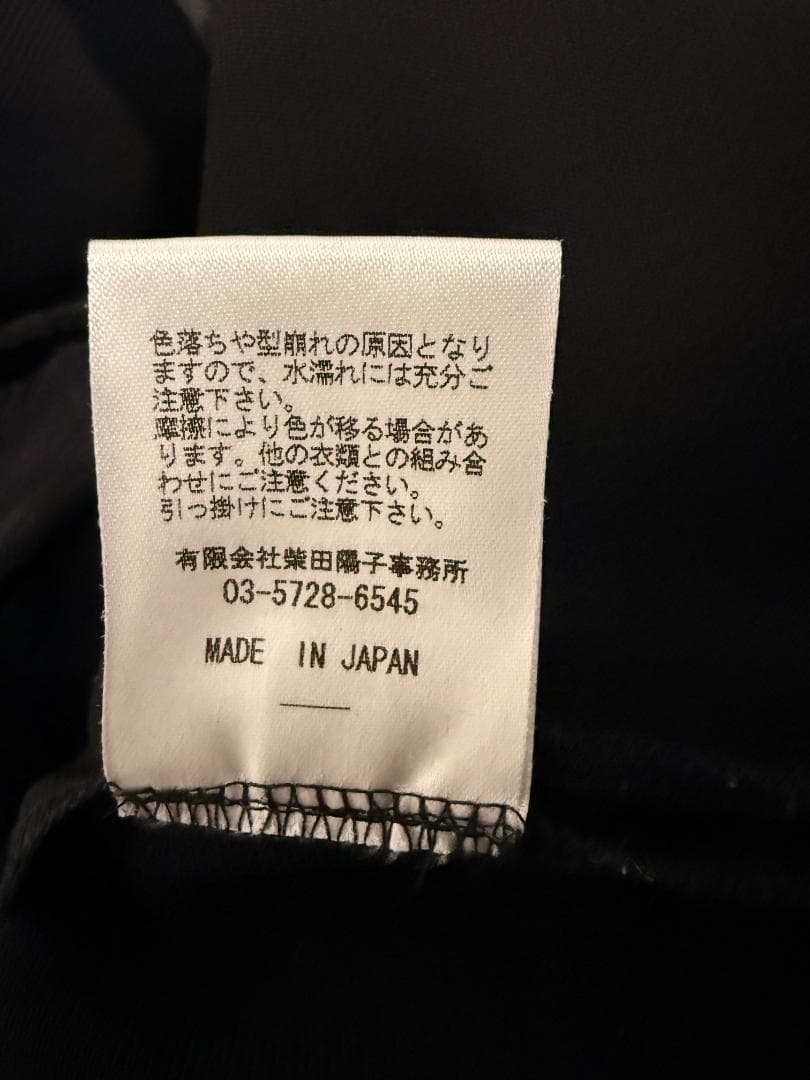 色落ちや型崩れの原因となり
ますので、水濡れには充分ご
注意下さい。
摩擦により色が移る場合があ
ります。他の衣類との組み合
わせにご注意ください。
引っ掛けにご注意下さい。
有限会社柴田陽子事務所
03-5728-6545
MADE IN JAPAN